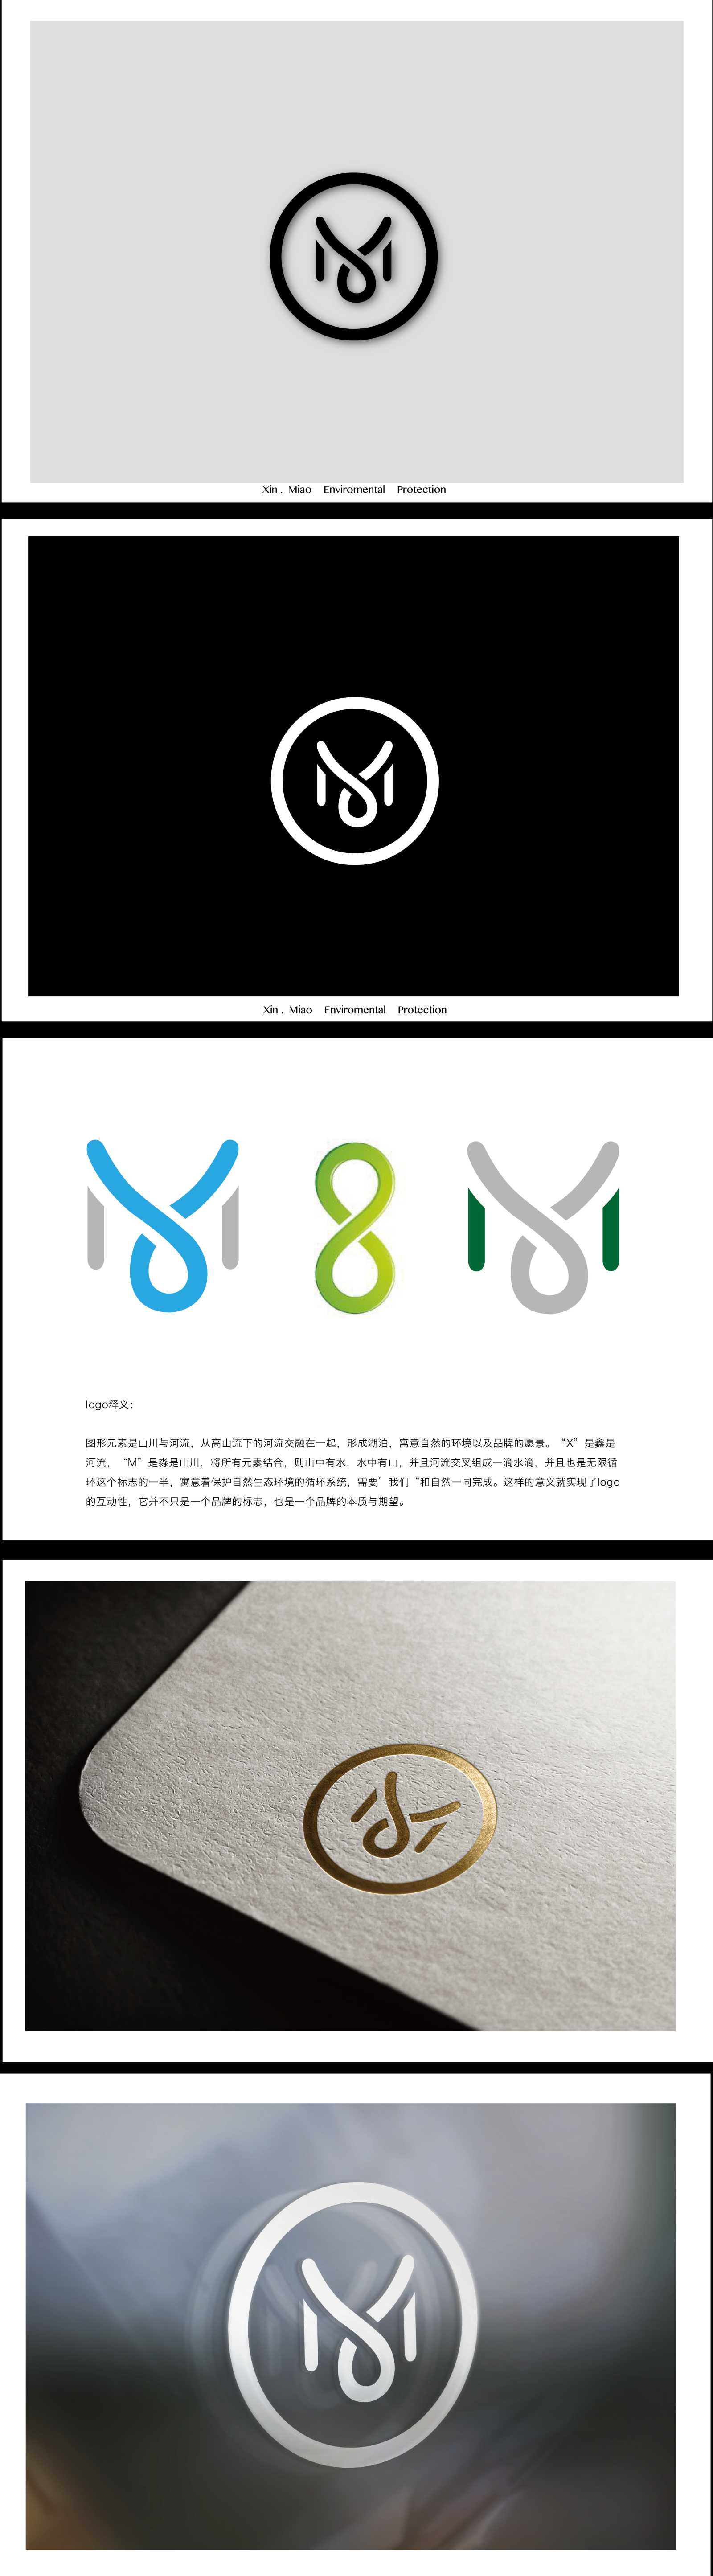 Xin . Miao Enviromental Protection
Xin . Miao Enviromental Protection
logo释义：
图形元素是山川与河流，从高山流下的河流交融在一起，形成湖泊，寓意自然的环境以及品牌的愿景。“X”是鑫是
河流，“M”是淼是山川，将所有元素结合，则山中有水，水中有山，并且河流交叉组成一滴水滴，并且也是无限循
环这个标志的一半，寓意着保护自然生态环境的循环系统，需要”我们“和自然一同完成。这样的意义就实现了logo
的互动性，它并不只是一个品牌的标志，也是一个品牌的本质与期望。